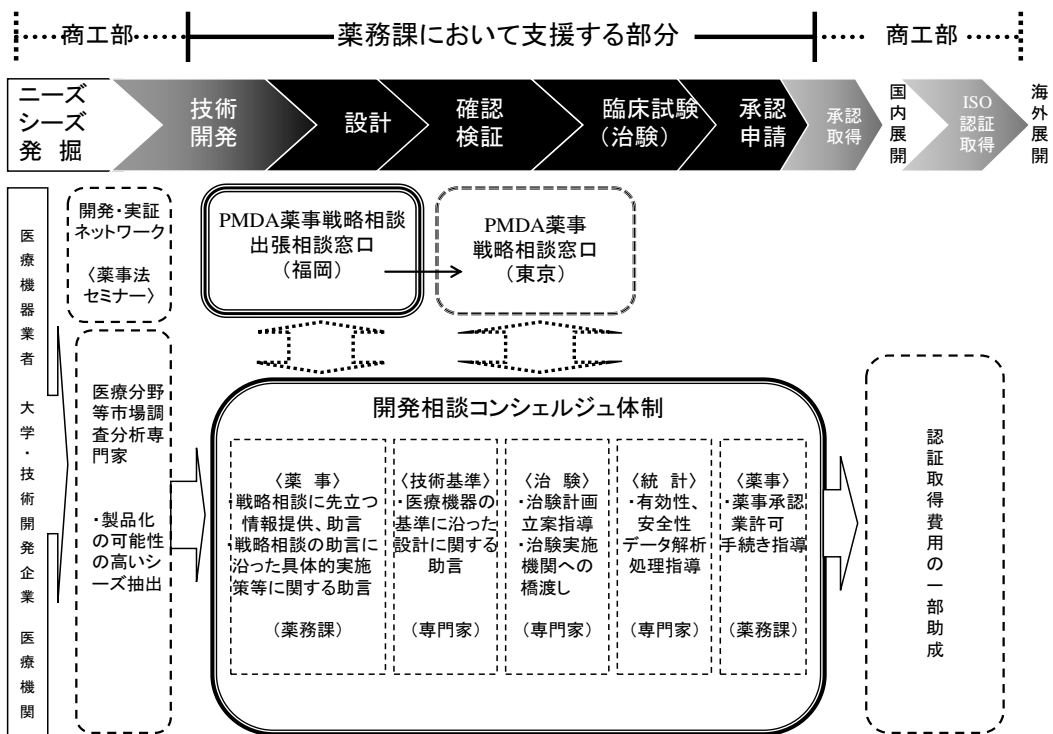 商工部
薬務課において支援する部分
商工部
ニーズ
シーズ
発 掘
技術
開発
設計
確認
検証
臨床試験
（治験）
承認
申請
承認
取得
国内展開
ISO
認証
取得
海外展開
医療機器業者 大学・技術開発企業 医療機関
開発・実証
ネットワーク
〈薬事法
セミナー〉
PMDA薬事戦略相談
出張相談窓口
（福岡）
PMDA薬事
戦略相談窓口
（東京）
医療分野
等市場調
査分析専
門家
・製品化
の可能性
の高いシ
ーズ抽出
開発相談コンシェルジュ体制
〈薬 事〉
・戦略相談に先立つ
情報提供、助言
・戦略相談の助言に
沿った具体的実施
策等に関する助言
（薬務課）
〈技術基準〉
・医療機器の
基準に沿った
設計に関する
助言
（専門家）
〈治 験〉
・治験計画
立案指導
・治験実施
機関への
橋渡し
（専門家）
〈統 計〉
・有効性、
安全性
データ解析
処理指導
（専門家）
〈薬事〉
・薬事承認
業許可
手続き指導
（薬務課）
認証取得費用の一部助成